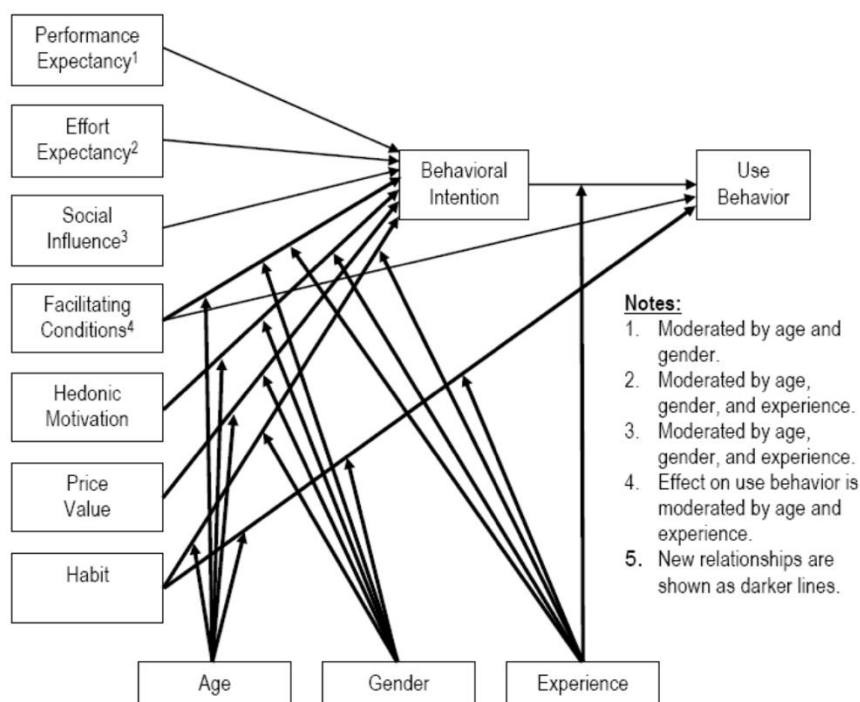 Performance
Expectancy1
Effort
Expectancy2
Social
Influence3
Facilitating
Conditions4
Hedonic
Motivation
Price
Value
Habit
Behavioral
Intention
Use
Behavior
Notes:
1. Moderated by age and
gender.
2. Moderated by age,
gender, and experience.
3. Moderated by age,
gender, and experience.
4. Effect on use behavior is
moderated by age and
experience.
5. New relationships are
shown as darker lines.
Age
Gender
Experience